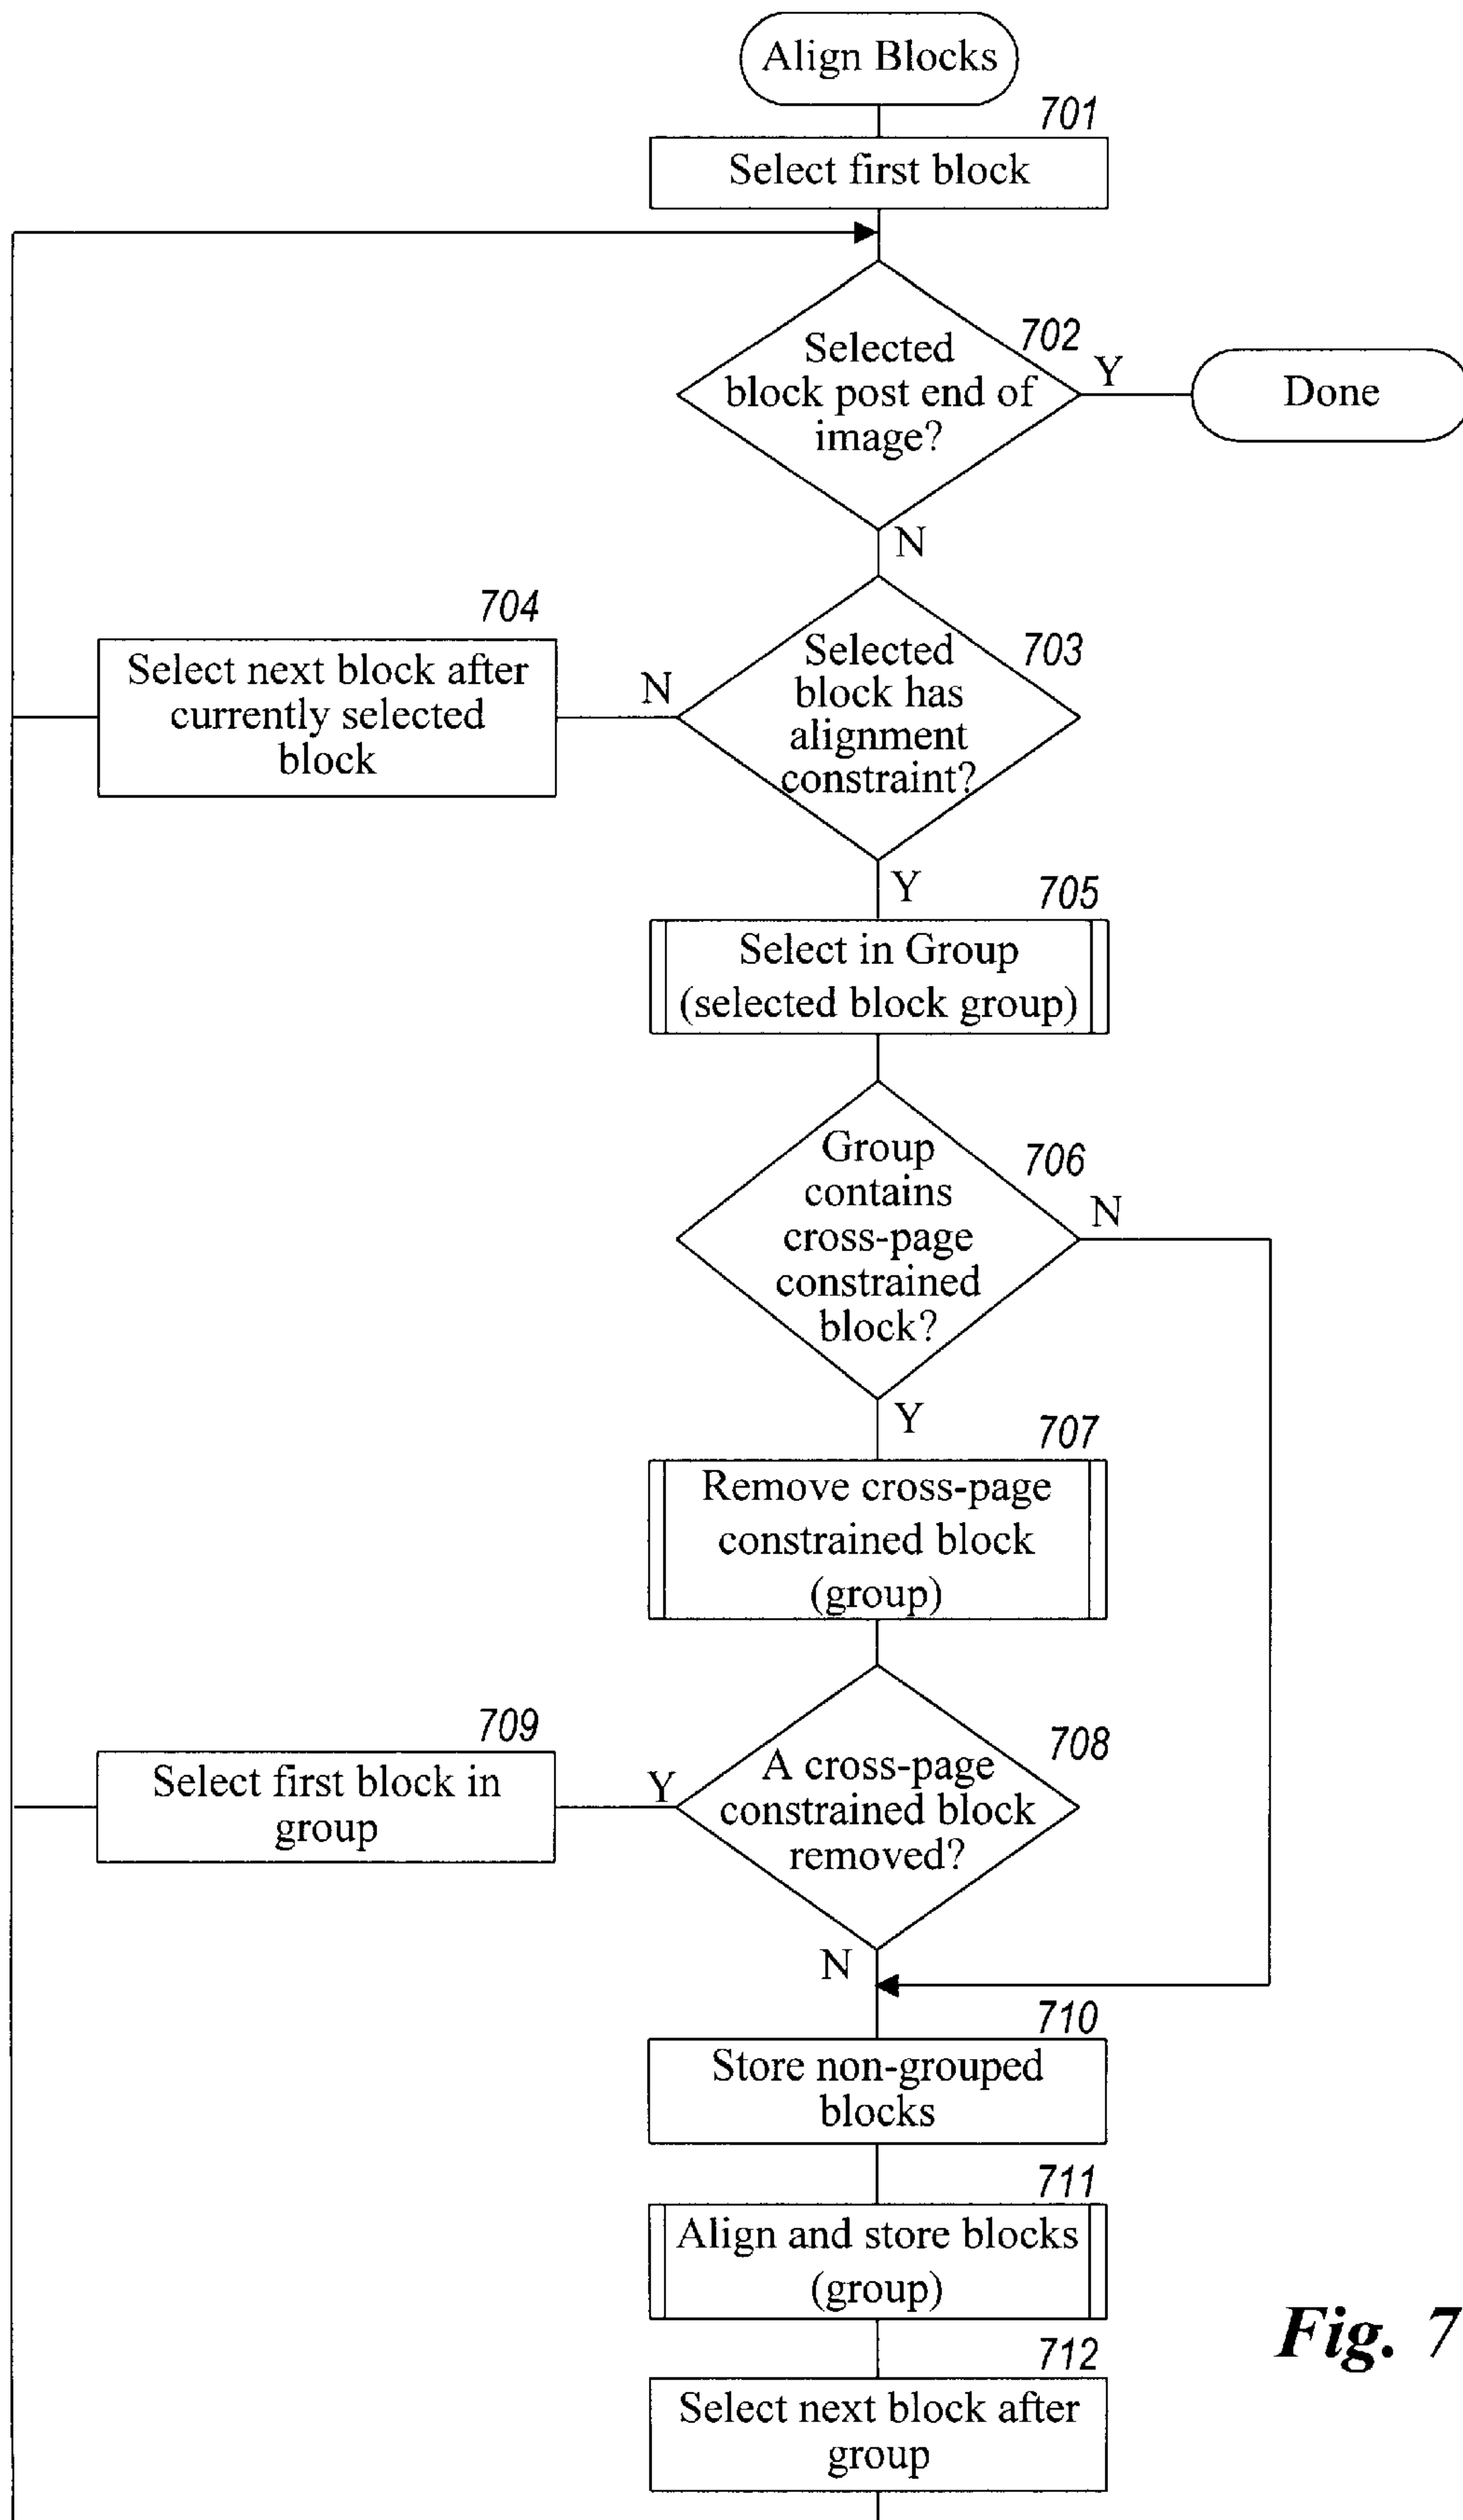 Align Blocks
701
Select first block
702
Selected
block post end of
image?
Y
Done
N
704
Select next block after
currently selected
block
N
703
Selected
block has
alignment
constraint?
Y
705
Select in Group
(selected block group)
706
Group
contains
cross-page
constrained
block?
N
Y
707
Remove cross-page
constrained block
(group)
709
Select first block in
group
Y
708
A cross-page
constrained block
removed?
N
710
Store non-grouped
blocks
711
Align and store blocks
(group)
712
Select next block after
group
Fig. 7